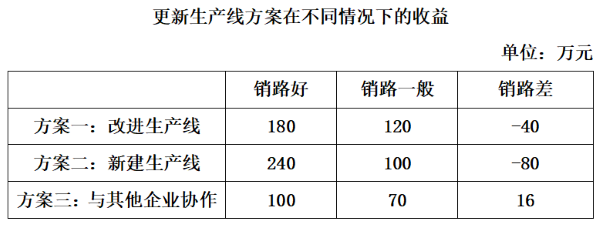 更新生产线方案在不同情况下的收益
单位：万元
销路好 销路一般 销路差
方案一：改进生产线 180 120 -40
方案二：新建生产线 240 100 -80
方案三：与其他企业协作 100 70 16